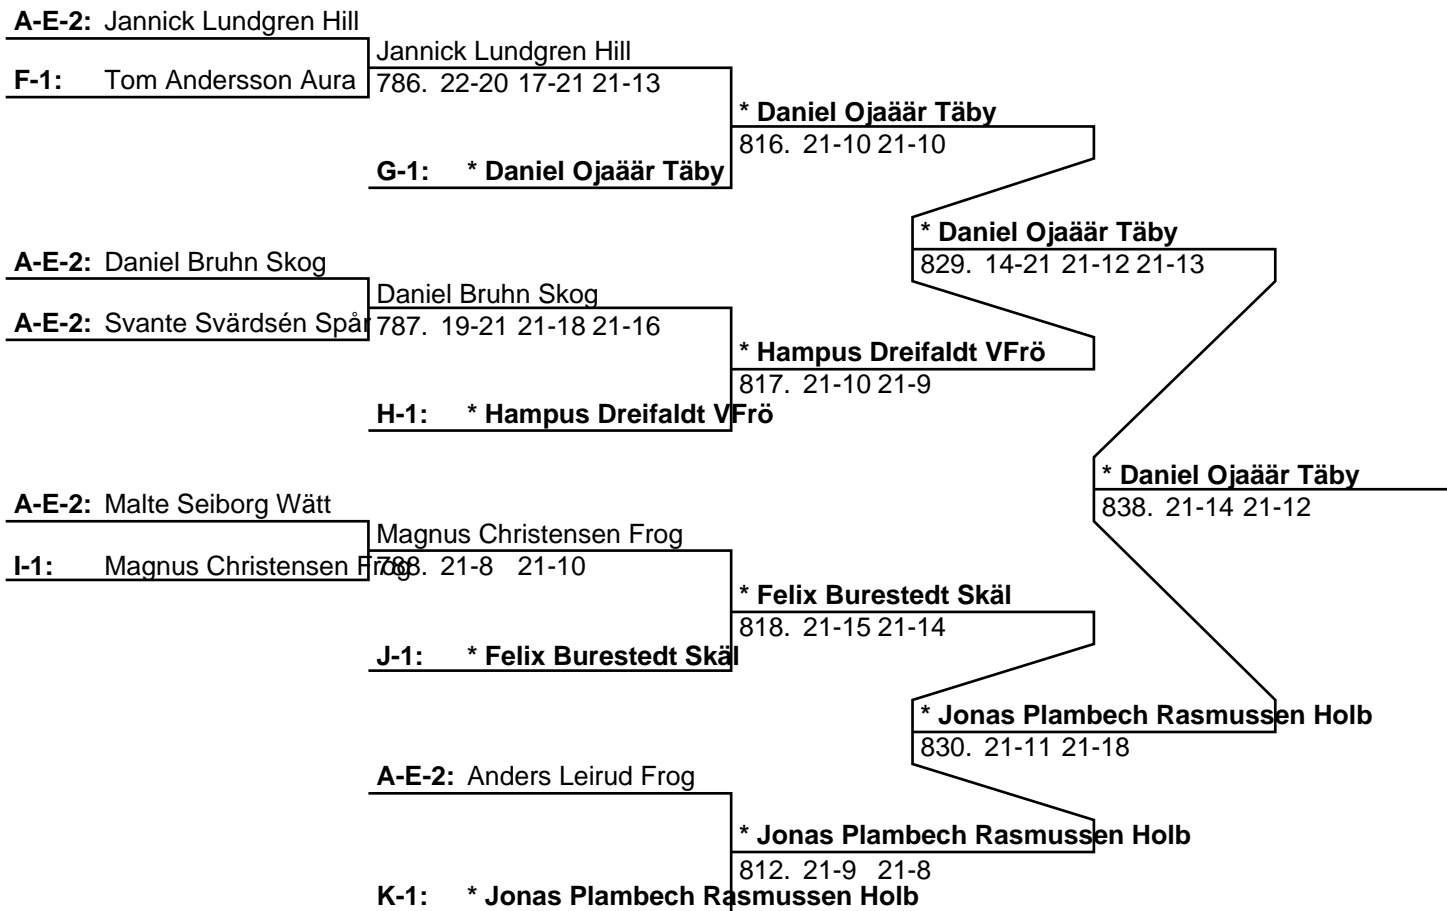 A-E-2: Jannick Lundgren Hill
Jannick Lundgren Hill
F-1: Tom Andersson Aura
786. 22-20 17-21 21-13
* Daniel Ojaäär Täby
816. 21-10 21-10
G-1: * Daniel Ojaäär Täby
* Daniel Ojaäär Täby
829. 14-21 21-12 21-13
A-E-2: Daniel Bruhn Skog
Daniel Bruhn Skog
A-E-2: Svante Svärdsén Spår
787. 19-21 21-18 21-16
* Hampus Dreifaldt VFrö
817. 21-10 21-9
H-1: * Hampus Dreifaldt VFrö
* Daniel Ojaäär Täby
838. 21-14 21-12
A-E-2: Malte Seiborg Wätt
Magnus Christensen Frog
I-1: Magnus Christensen Frog
788. 21-8 21-10
* Felix Burestedt Skäl
818. 21-15 21-14
J-1: * Felix Burestedt Skäl
* Jonas Plambech Rasmussen Holb
830. 21-11 21-18
A-E-2: Anders Leirud Frog
* Jonas Plambech Rasmussen Holb
812. 21-9 21-8
K-1: * Jonas Plambech Rasmussen Holb